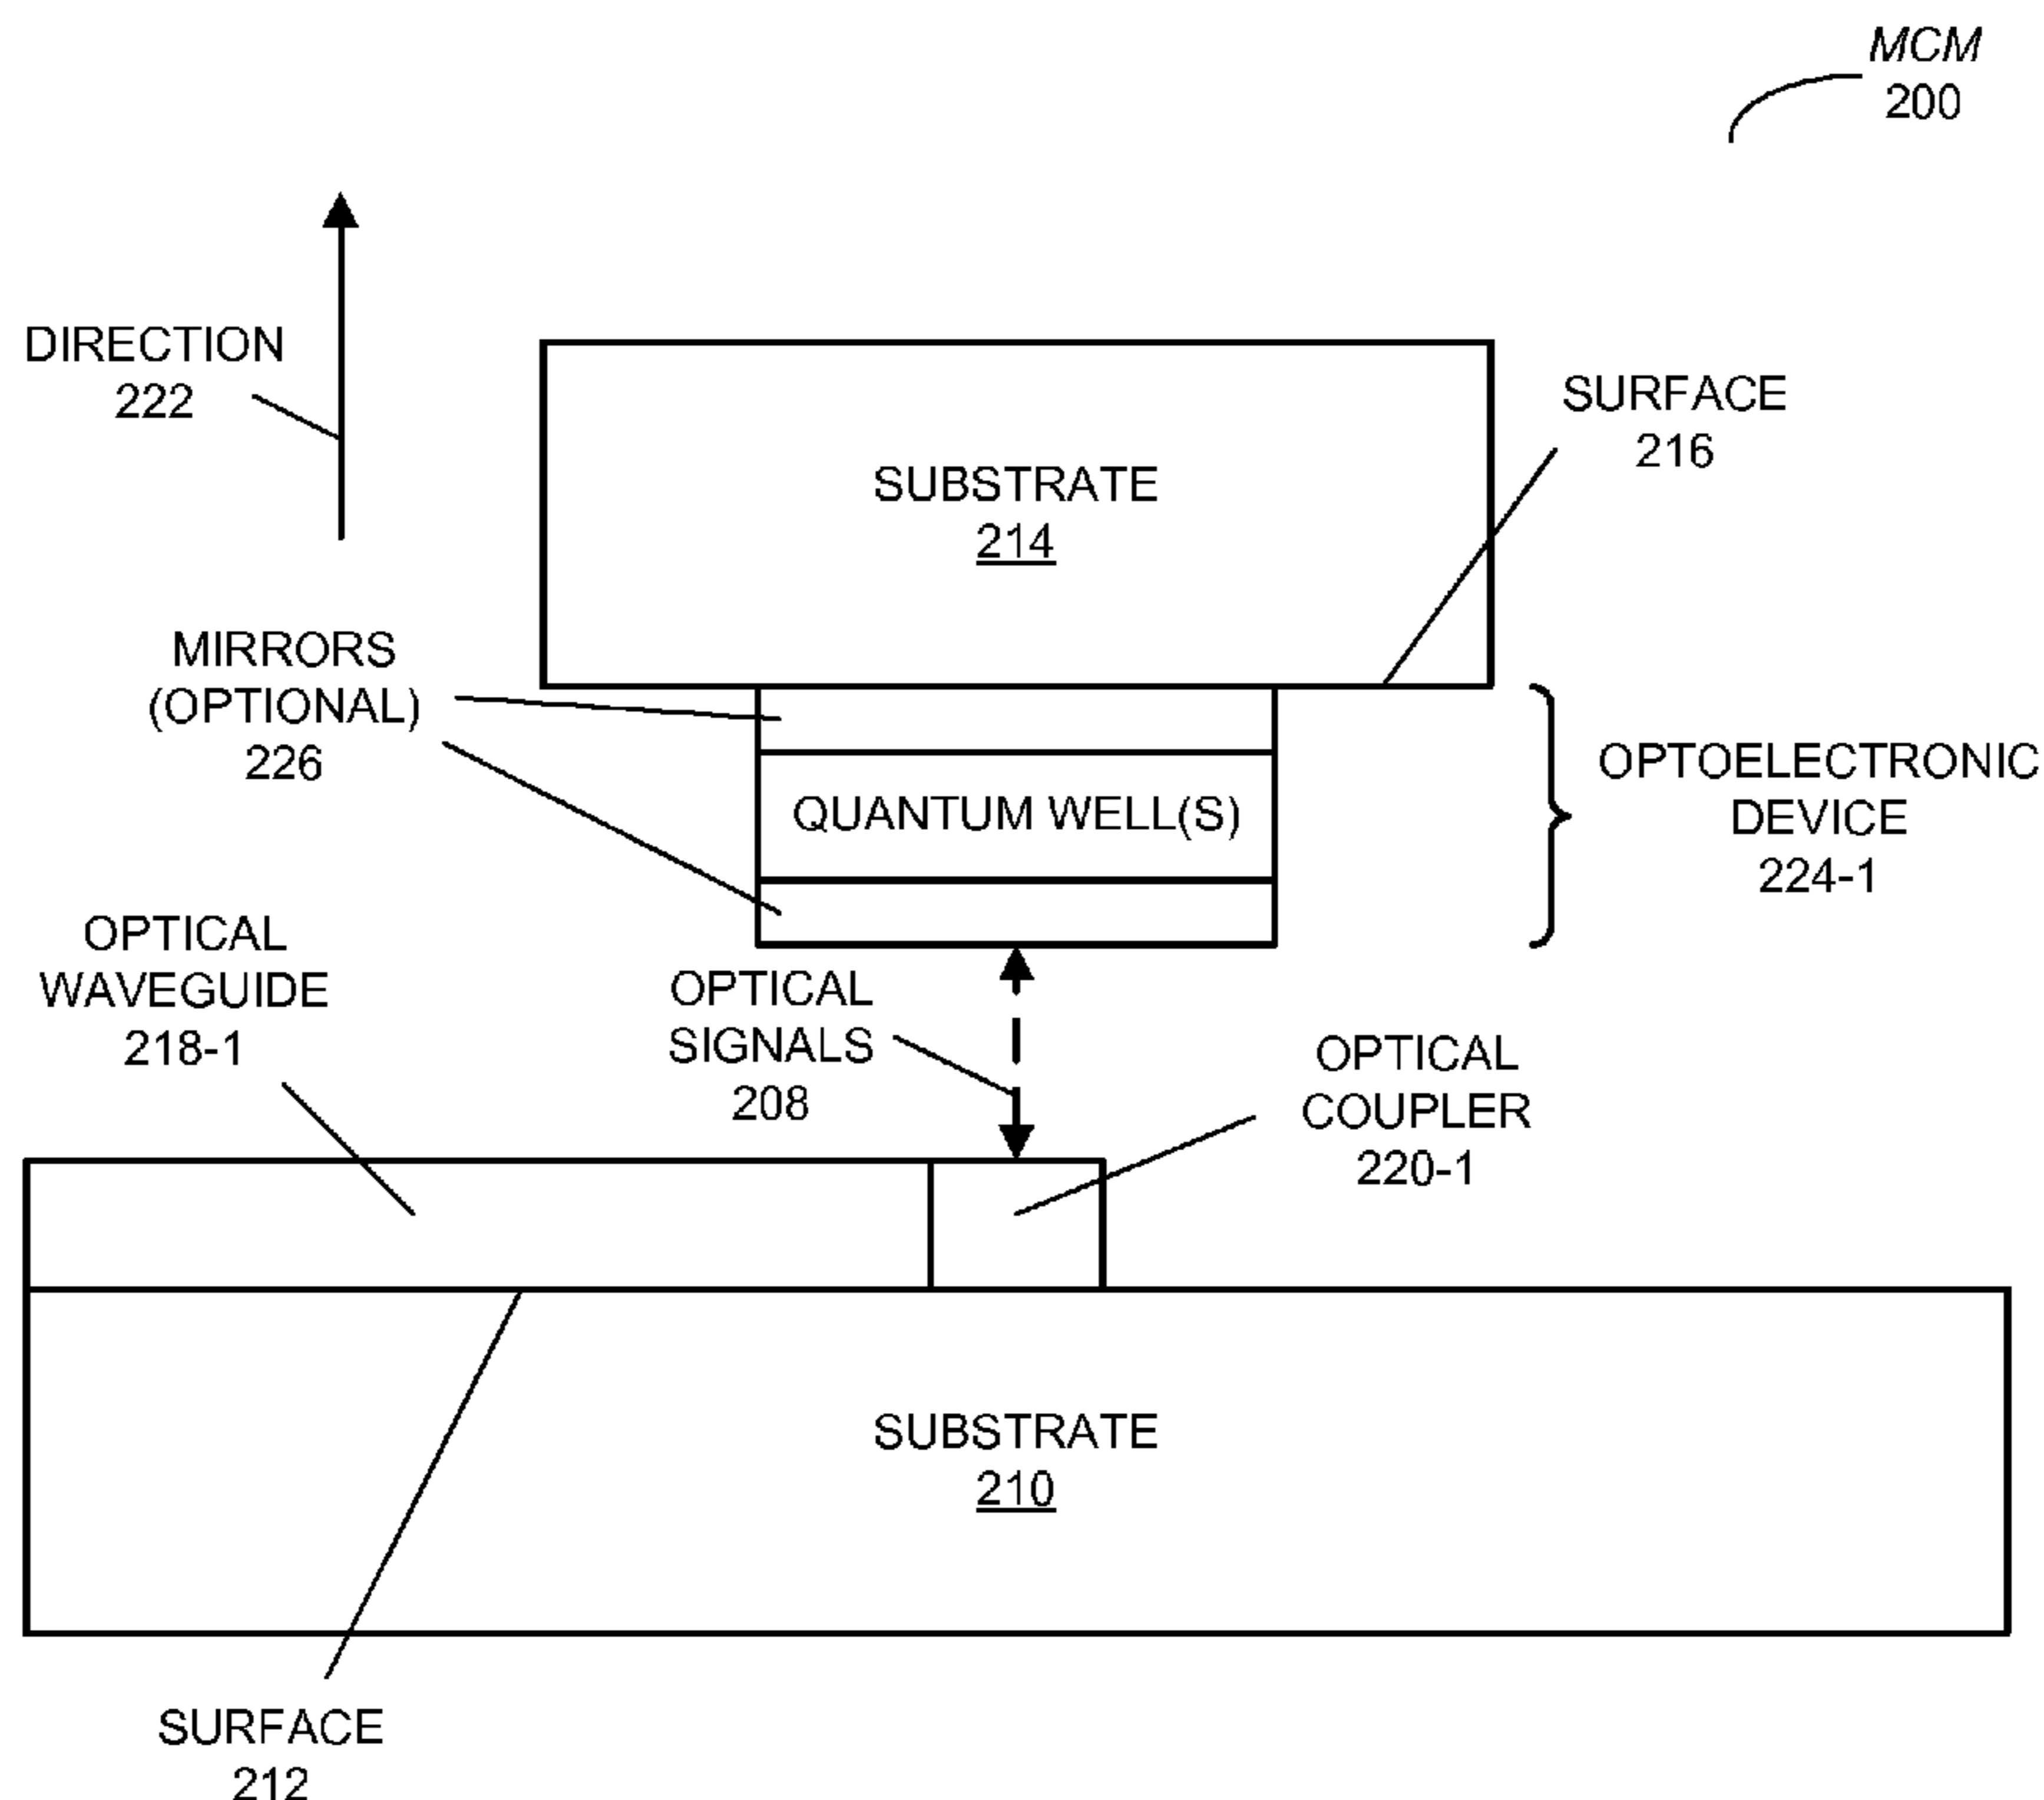 MCM
200
DIRECTION
222
SUBSTRATE
214
SURFACE
216
MIRRORS
(OPTIONAL)
226
QUANTUM WELL(S)
OPTOELECTRONIC
DEVICE
224-1
OPTICAL
WAVEGUIDE
218-1
OPTICAL
SIGNALS
208
OPTICAL
COUPLER
220-1
SUBSTRATE
210
SURFACE
212